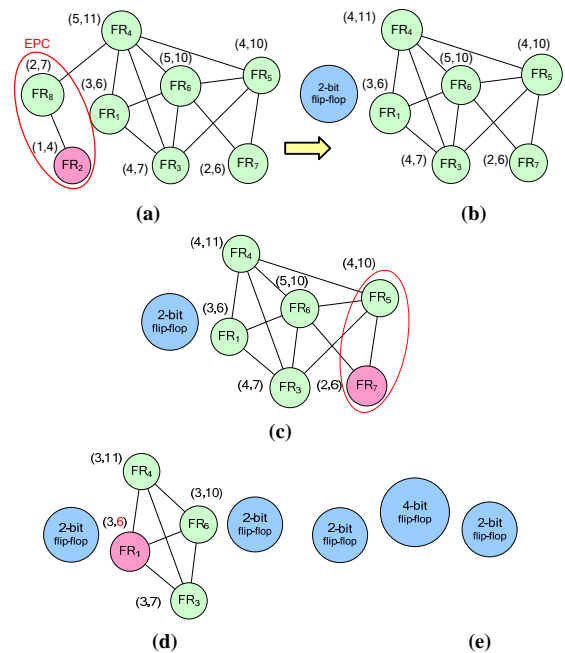 EPC
(5,11)
FR4
(4,10)
(5,10)
FR5
(2,7)
FR8
(3,6)
FR6
FR1
(1,4)
FR2
(4,7)
FR3
(2,6)
FR7
(a)
(4,11)
FR4
(4,10)
(5,10)
FR5
2-bit
flip-flop
(3,6)
FR6
FR1
(4,7)
FR3
(2,6)
FR7
(b)
(4,11)
FR4
(4,10)
(5,10)
FR5
2-bit
flip-flop
(3,6)
FR6
FR1
(4,7)
FR3
(2,6)
FR7
(c)
(3,11)
FR4
(3,10)
2-bit
flip-flop
(3,6)
FR6
FR1
2-bit
flip-flop
(3,7)
FR3
(d)
2-bit
flip-flop
4-bit
flip-flop
2-bit
flip-flop
(e)